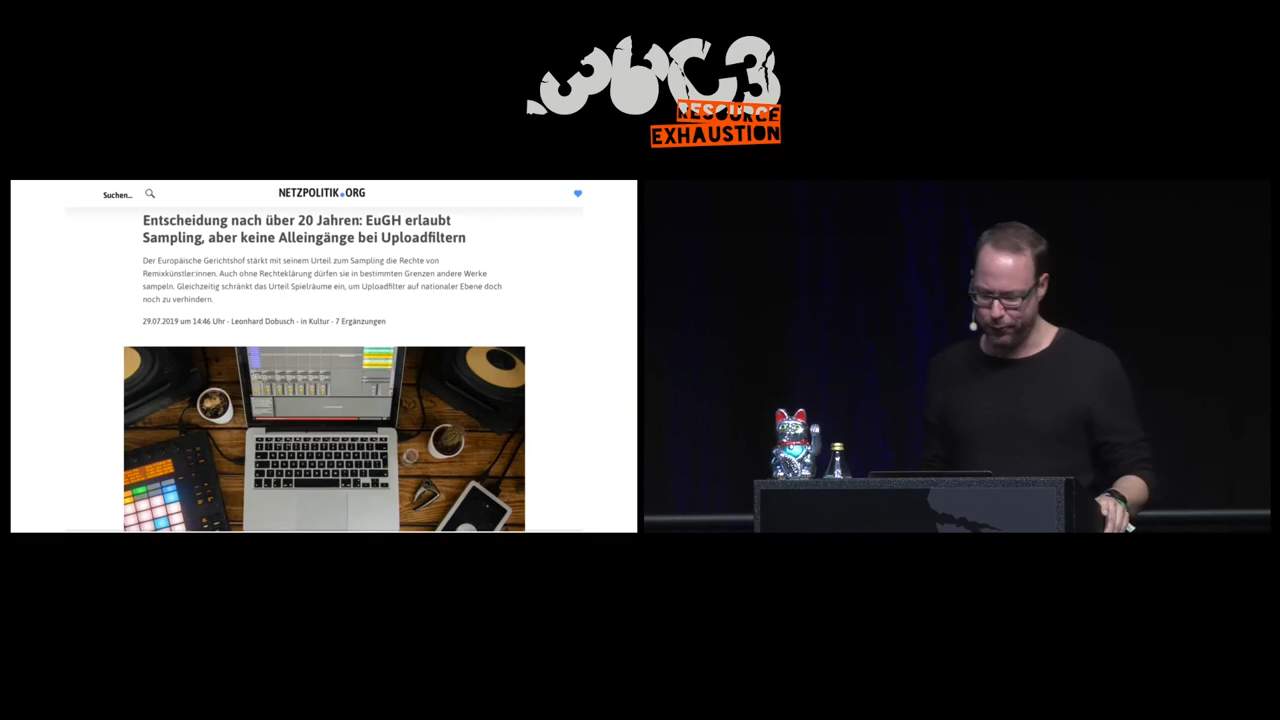 36C3
RESOURCE
EXHAUSTION
Suchen...
NETZPOLITIK.ORG
Entscheidung nach über 20 Jahren: EuGH erlaubt
Sampling, aber keine Alleingänge bei Uploadfiltern
Der Europäische Gerichtshof stärkt mit seinem Urteil zum Sampling die Rechte von
Remixkünstler:innen. Auch ohne Rechteklärung dürfen sie in bestimmten Grenzen andere Werke
sampeln. Gleichzeitig schränkt das Urteil Spielräume ein, um Uploadfilter auf nationaler Ebene doch
noch zu verhindern.
29.07.2019 um 14:46 Uhr - Leonhard Dobusch - in Kultur - 7 Ergänzungen